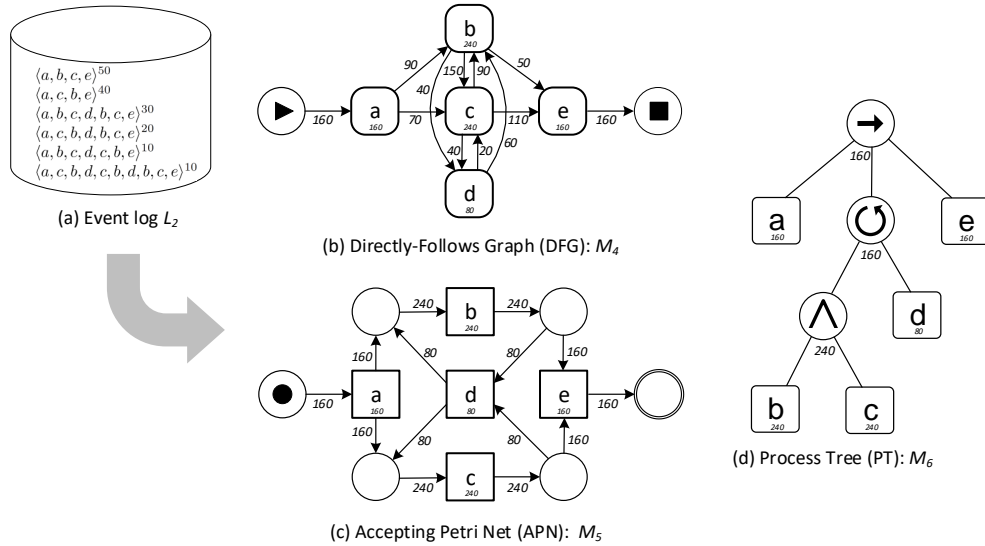 ⟨a, b, c, e⟩^50
⟨a, c, b, e⟩^40
⟨a, b, c, d, b, c, e⟩^30
⟨a, c, b, d, b, c, e⟩^20
⟨a, b, c, d, c, b, e⟩^10
⟨a, c, b, d, c, b, d, b, c, e⟩^10
(a) Event log L2
b
240
90
50
40
150
90
a
160
c
240
e
160
160
70
110
160
40
20
60
d
80
(b) Directly-Follows Graph (DFG): M4
240
b
240
240
160
80
80
160
160
a
160
d
80
e
160
160
160
80
80
160
240
c
240
240
(c) Accepting Petri Net (APN): M5
160
a
160
160
e
160
240
d
80
b
240
c
240
(d) Process Tree (PT): M6